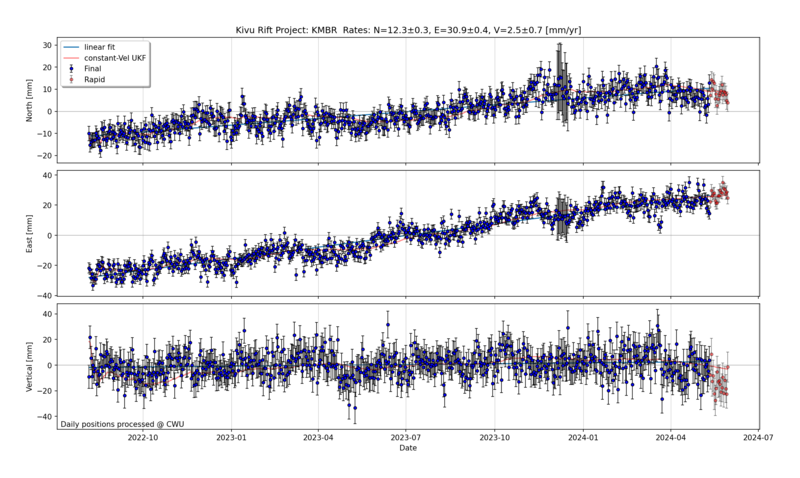 Kivu Rift Project: KMBR Rates: N=12.3±0.3, E=30.9±0.4, V=2.5±0.7 [mm/yr]
linear fit
constant-Vel UKF
Final
Rapid
North [mm]
30
20
10
0
−10
−20
East [mm]
40
20
0
−20
−40
Vertical [mm]
40
20
0
−20
−40
Daily positions processed @ CWU
2022-10 2023-01 2023-04 2023-07 2023-10 2024-01 2024-04 2024-07
Date